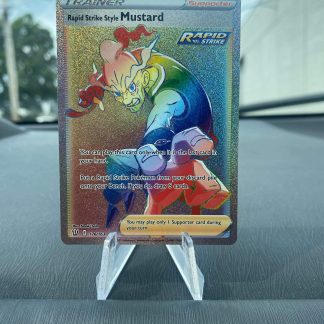 TRAINER Supporter
Rapid Strike Style Mustard
RAPID
STRIKE
You can play this card only when it is the last card in
your hand.
Put a Rapid Strike Pokémon from your discard pile
onto your Bench. If you do, draw 5 cards.
You may play only 1 Supporter card during
your turn.